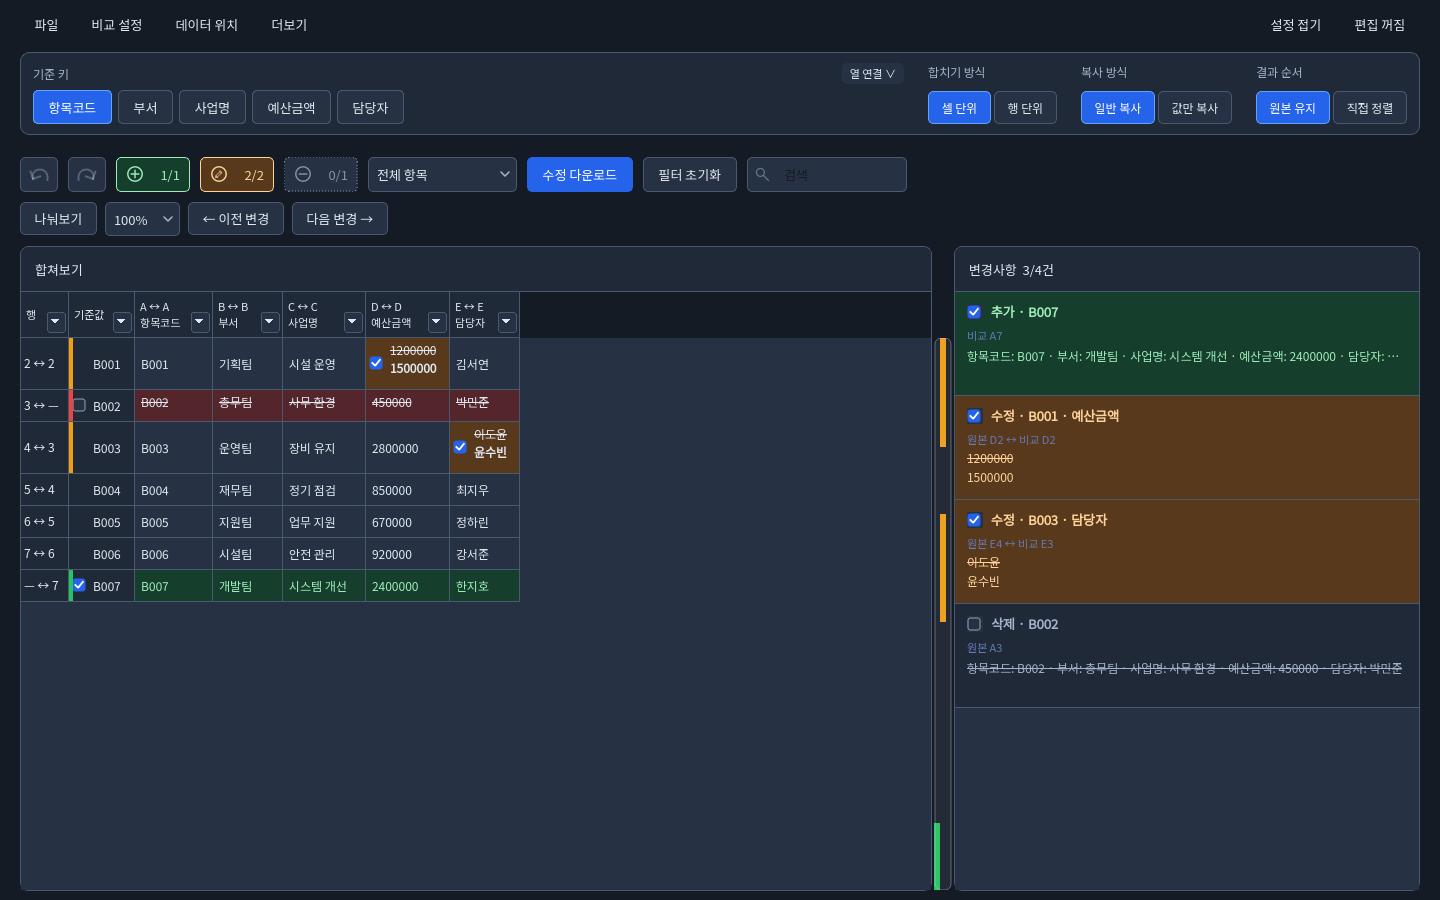 파일 비교 설정 데이터 위치 더보기 설정 접기 편집 꺼짐
기준 키 열 연결 ∨ 합치기 방식 복사 방식 결과 순서
항목코드 부서 사업명 예산금액 담당자 셀 단위 행 단위 일반 복사 값만 복사 원본 유지 직접 정렬
1/1 2/2 0/1 전체 항목 수정 다운로드 필터 초기화 검색
나눠보기 100% ← 이전 변경 다음 변경 →
합쳐보기
행 기준값 A ↔ A B ↔ B C ↔ C D ↔ D E ↔ E
항목코드 부서 사업명 예산금액 담당자
2 ↔ 2 B001 B001 기획팀 시설 운영 1200000 1500000 김서연
3 ↔ — B002 B002 총무팀 사무 환경 450000 박민준
4 ↔ 3 B003 B003 운영팀 장비 유지 2800000 이도윤 윤수빈
5 ↔ 4 B004 B004 재무팀 정기 점검 850000 최지우
6 ↔ 5 B005 B005 지원팀 업무 지원 670000 정하린
7 ↔ 6 B006 B006 시설팀 안전 관리 920000 강서준
— ↔ 7 B007 B007 개발팀 시스템 개선 2400000 한지호
변경사항 3/4건
추가 · B007
비교 A7
항목코드: B007 · 부서: 개발팀 · 사업명: 시스템 개선 · 예산금액: 2400000 · 담당자: ···
수정 · B001 · 예산금액
원본 D2 ↔ 비교 D2
1200000
1500000
수정 · B003 · 담당자
원본 E4 ↔ 비교 E3
이도윤
윤수빈
삭제 · B002
원본 A3
항목코드: B002 · 부서: 총무팀 · 사업명: 사무 환경 · 예산금액: 450000 · 담당자: 박민준